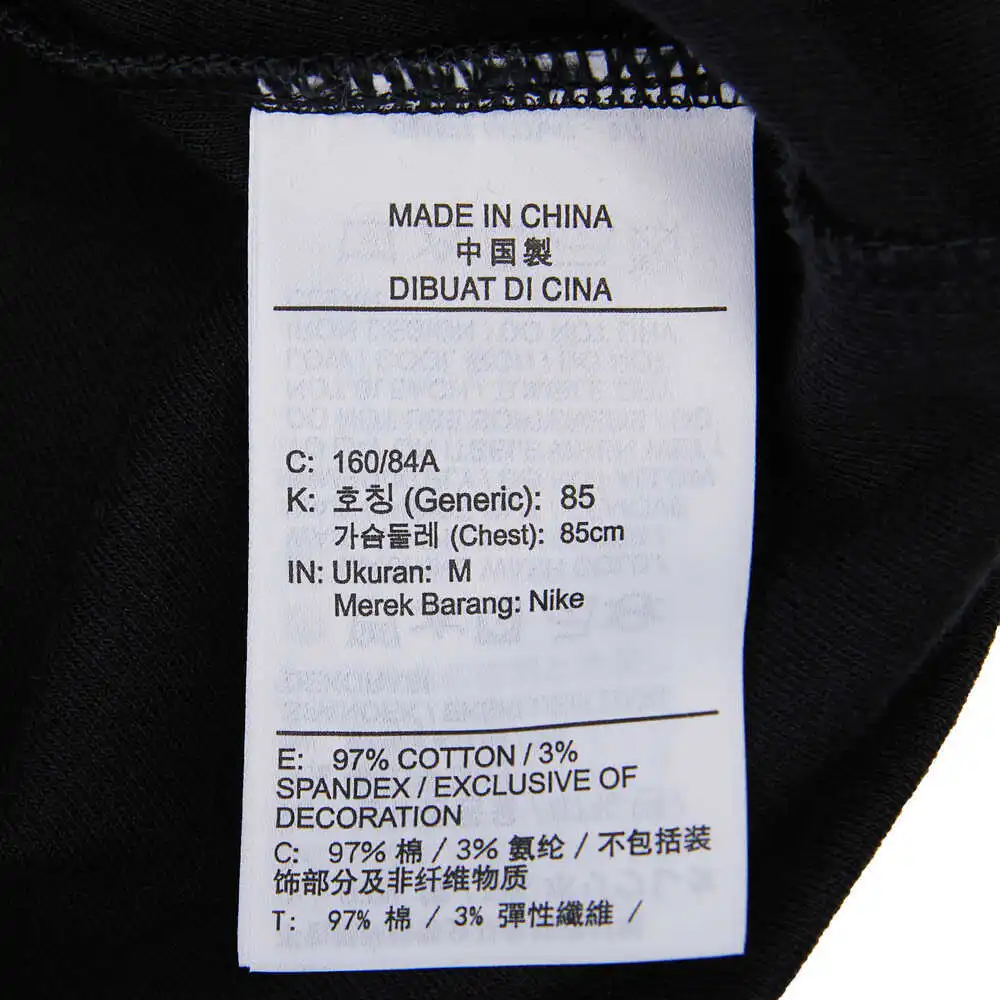 MADE IN CHINA
中国製
DIBUAT DI CINA
C: 160/84A
K: 호칭 (Generic): 85
가슴둘레 (Chest): 85cm
IN: Ukuran: M
Merek Barang: Nike
E: 97% COTTON / 3%
SPANDEX / EXCLUSIVE OF
DECORATION
C: 97% 棉 / 3% 氨纶 / 不包括装
饰部分及非纤维物质
T: 97% 棉 / 3% 彈性纖維 /